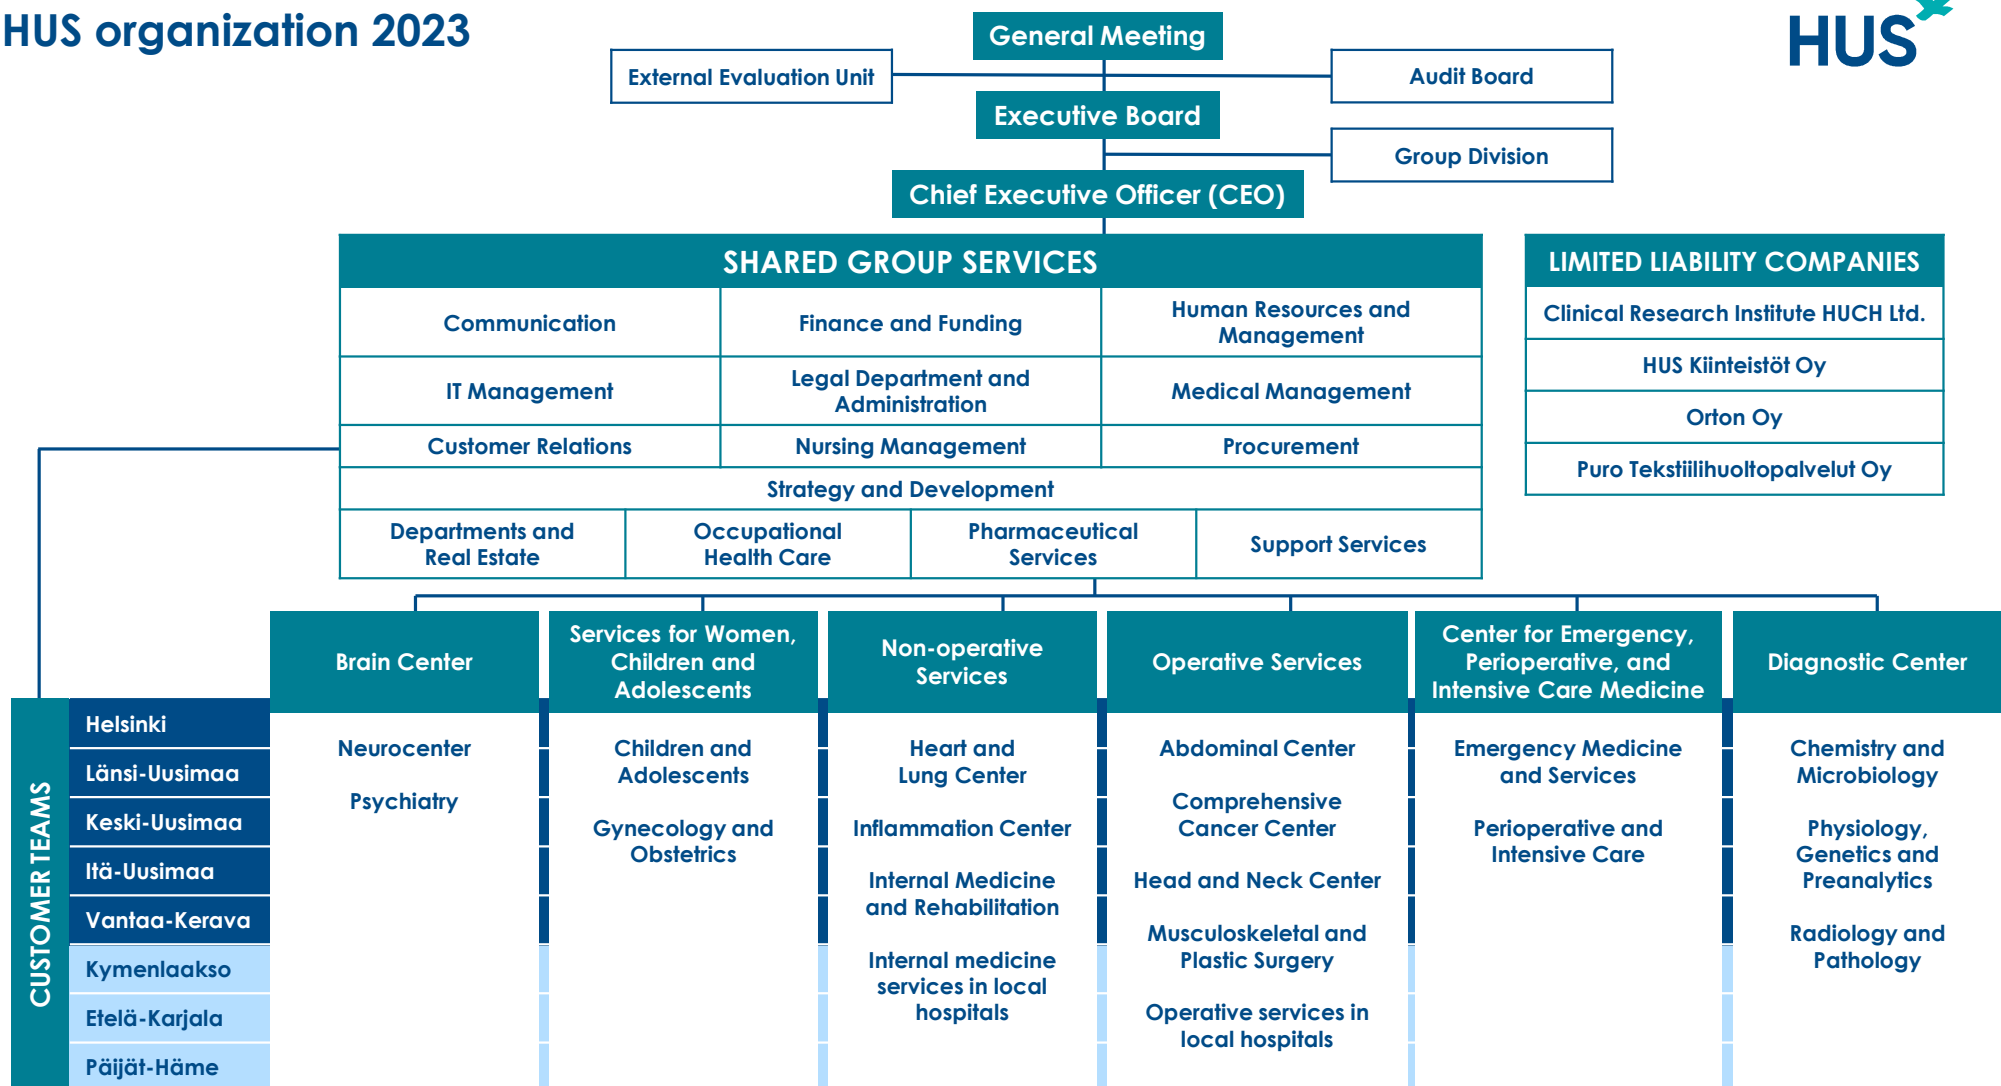 HUS organization 2023
HUS
General Meeting
External Evaluation Unit
Audit Board
Executive Board
Group Division
Chief Executive Officer (CEO)
SHARED GROUP SERVICES
Communication
Finance and Funding
Human Resources and
Management
IT Management
Legal Department and
Administration
Medical Management
Customer Relations
Nursing Management
Procurement
Strategy and Development
Departments and
Real Estate
Occupational
Health Care
Pharmaceutical
Services
Support Services
LIMITED LIABILITY COMPANIES
Clinical Research Institute HUCH Ltd.
HUS Kiinteistöt Oy
Orton Oy
Puro Tekstiilihuoltopalvelut Oy
CUSTOMER TEAMS
Helsinki
Länsi-Uusimaa
Keski-Uusimaa
Itä-Uusimaa
Vantaa-Kerava
Kymenlaakso
Etelä-Karjala
Päijät-Häme
Brain Center
Neurocenter
Psychiatry
Services for Women,
Children and
Adolescents
Children and
Adolescents
Gynecology and
Obstetrics
Non-operative
Services
Heart and
Lung Center
Inflammation Center
Internal Medicine
and Rehabilitation
Internal medicine
services in local
hospitals
Operative Services
Abdominal Center
Comprehensive
Cancer Center
Head and Neck Center
Musculoskeletal and
Plastic Surgery
Operative services in
local hospitals
Center for Emergency,
Perioperative, and
Intensive Care Medicine
Emergency Medicine
and Services
Perioperative and
Intensive Care
Diagnostic Center
Chemistry and
Microbiology
Physiology,
Genetics and
Preanalytics
Radiology and
Pathology